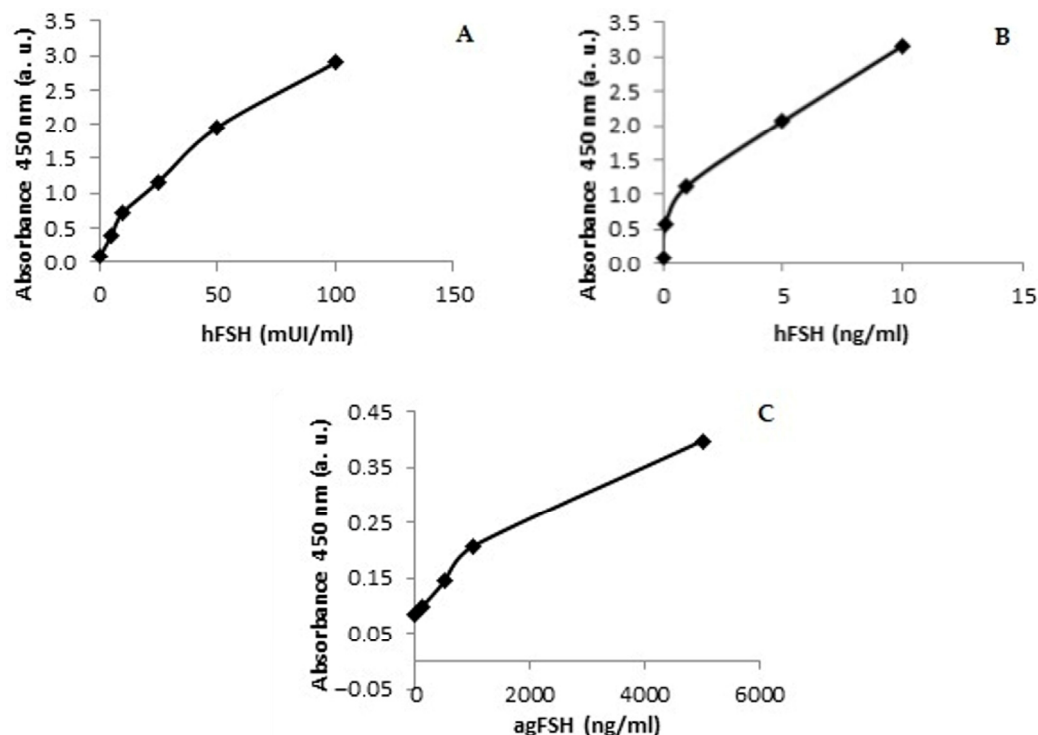 A
Absorbance 450 nm (a. u.)
3.5
3.0
2.5
2.0
1.5
1.0
0.5
0.0
0 50 100 150
hFSH (mUI/ml)
B
Absorbance 450 nm (a. u.)
3.5
3.0
2.5
2.0
1.5
1.0
0.5
0.0
0 5 10 15
hFSH (ng/ml)
C
Absorbance 450 nm (a. u.)
0.45
0.35
0.25
0.15
0.05
−0.05
0 2000 4000 6000
agFSH (ng/ml)